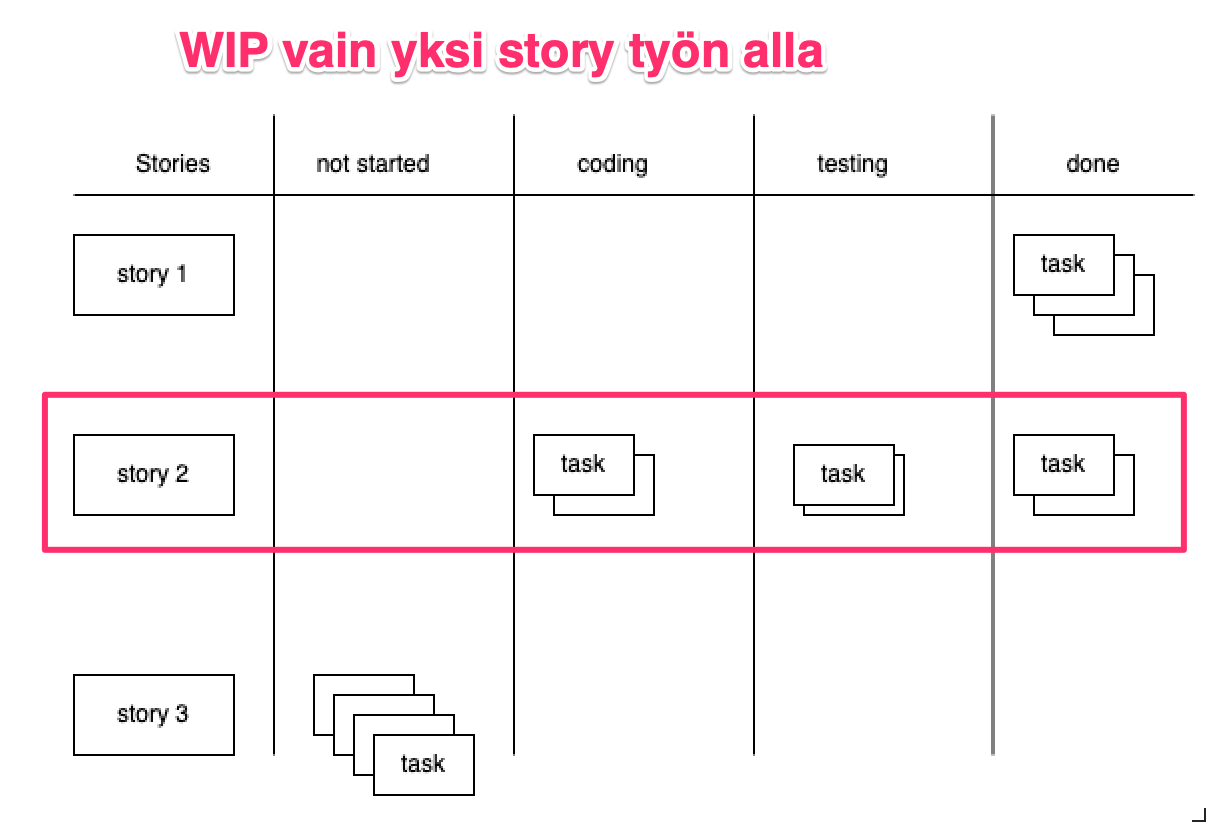 WIP vain yksi story työn alla
Stories not started coding testing done
story 1 task
story 2 task task task
story 3 task